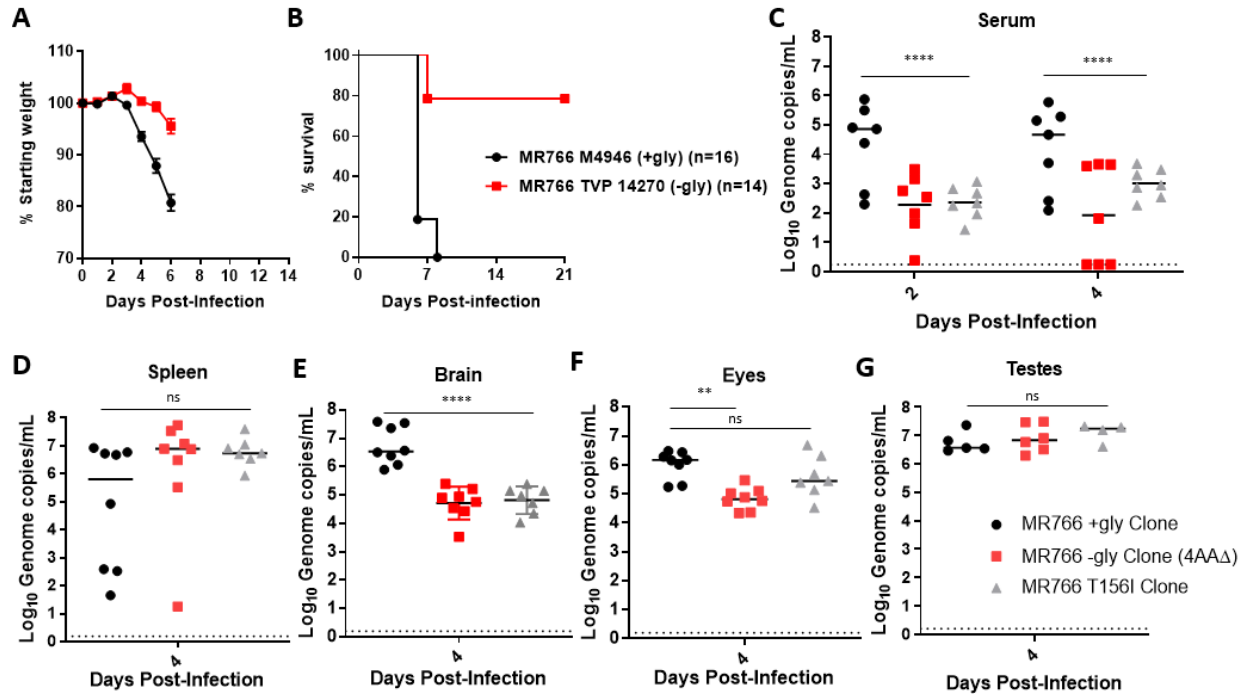 A
110
100
90
80
70
% Starting weight
0 2 4 6 8 10 12 14
Days Post-Infection
B
100
80
60
40
20
0
% survival
MR766 M4946 (+gly) (n=16)
MR766 TVP 14270 (-gly) (n=14)
7 14 21
Days Post-infection
C
Serum
8
7
6
5
4
3
2
1
0
Log10 Genome copies/mL
****
****
2 4
Days Post-Infection
D
Spleen
ns
8
7
6
5
4
3
2
1
0
Log10 Genome copies/mL
4
Days Post-Infection
E
Brain
****
8
7
6
5
4
3
2
1
0
Log10 Genome copies/mL
4
Days Post-Infection
F
Eyes
**
ns
8
7
6
5
4
3
2
1
0
Log10 Genome copies/mL
4
Days Post-Infection
G
Testes
ns
8
7
6
5
4
3
2
1
0
Log10 Genome copies/mL
MR766 +gly Clone
MR766 -gly Clone (4AAΔ)
MR766 T156I Clone
4
Days Post-Infection